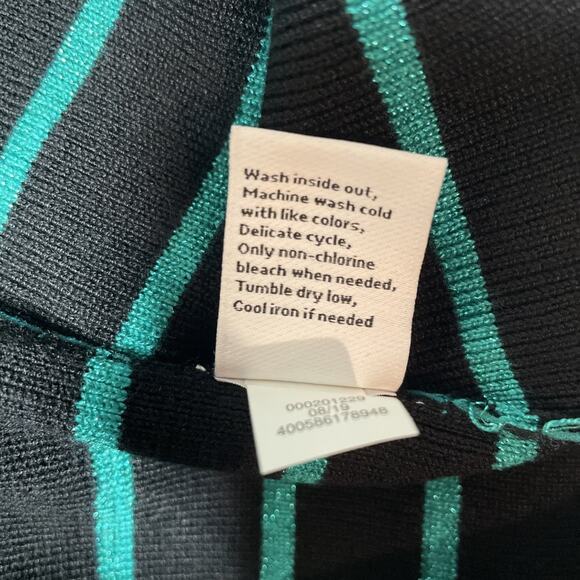 Wash inside out,
Machine wash cold
with like colors,
Delicate cycle,
Only non-chlorine
bleach when needed,
Tumble dry low,
Cool iron if needed
000201229
08/19
400586178948